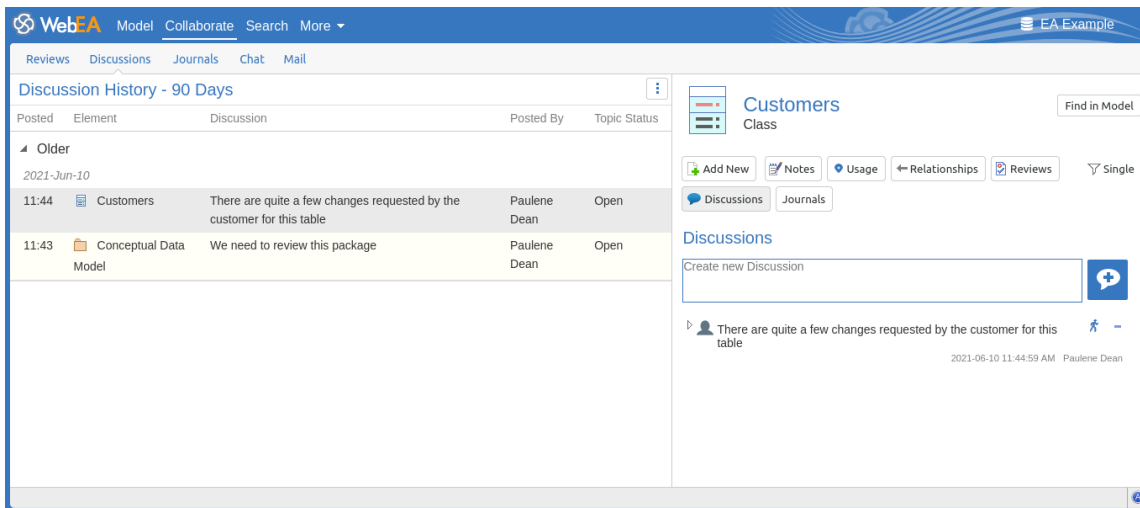 WebEA Model Collaborate Search More EA Example
Reviews Discussions Journals Chat Mail
Discussion History - 90 Days
Posted Element Discussion Posted By Topic Status
Older
2021-Jun-10
11:44 Customers There are quite a few changes requested by the Paulene Open
customer for this table Dean
11:43 Conceptual Data We need to review this package Paulene Open
Model Dean
Customers
Class
Find in Model
Add New Notes Usage Relationships Reviews Single
Discussions Journals
Discussions
Create new Discussion
There are quite a few changes requested by the customer for this
table
2021-06-10 11:44:59 AM Paulene Dean